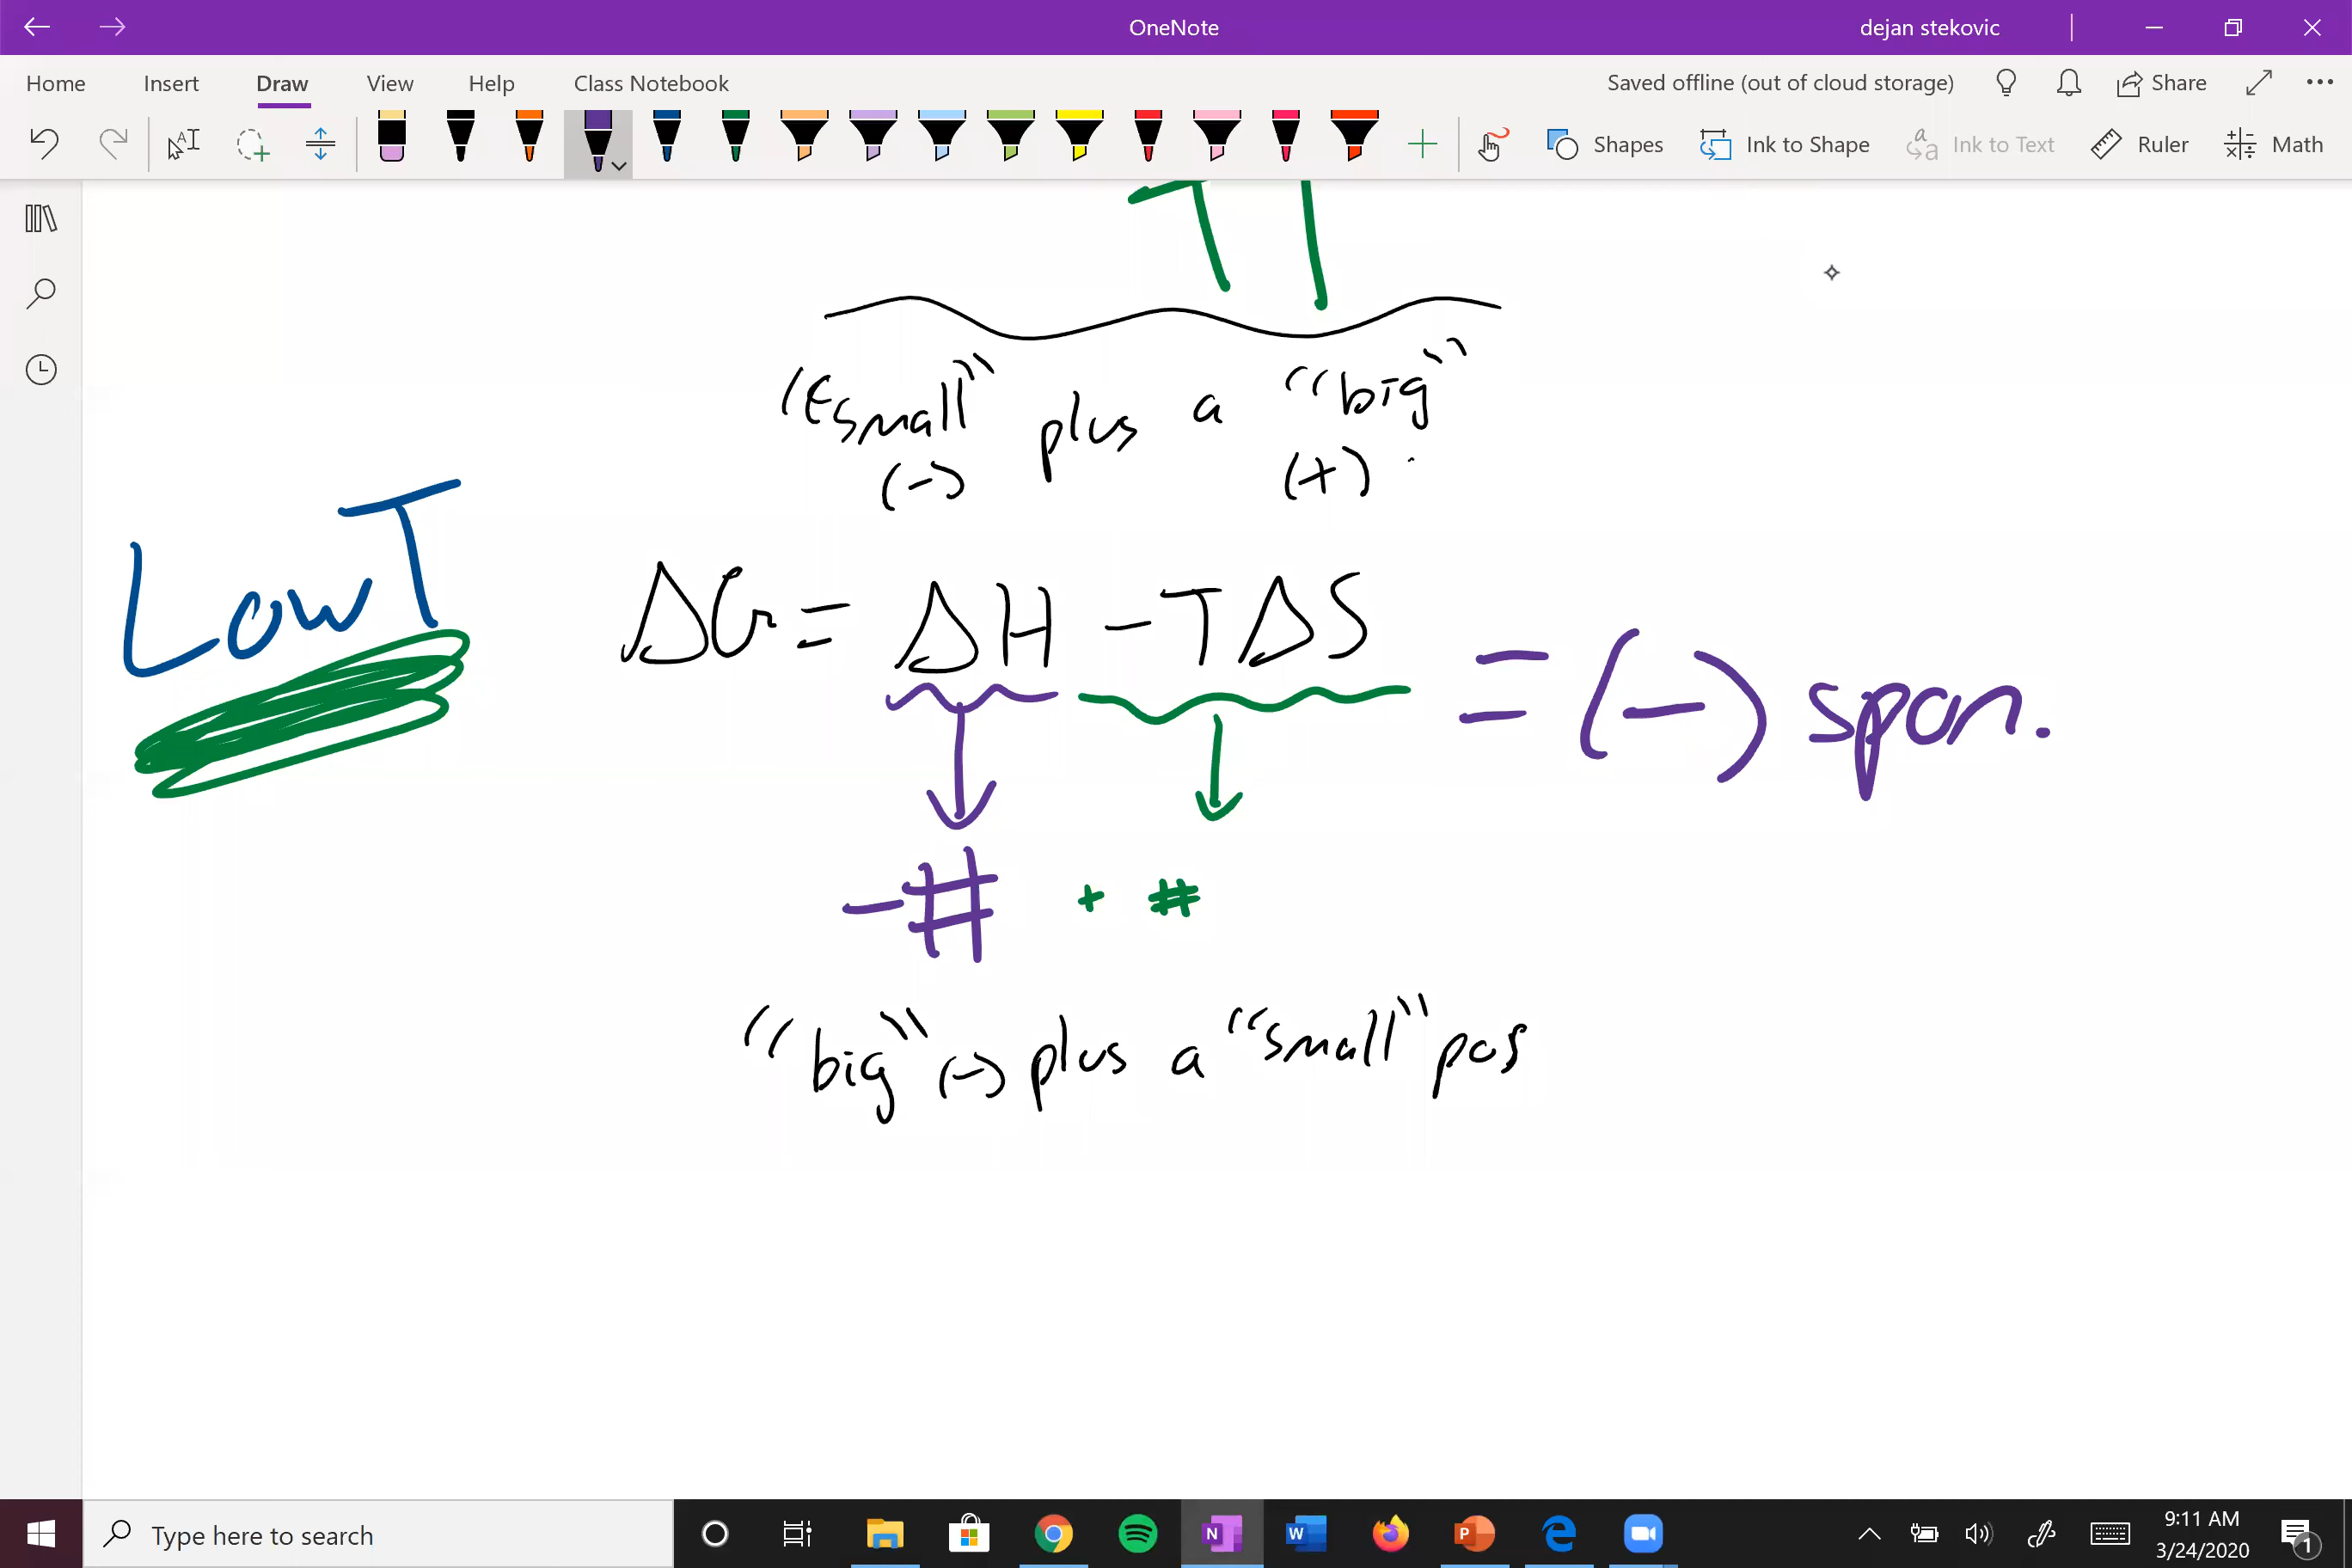 OneNote
dejan stekovic
Home Insert Draw View Help Class Notebook
Saved offline (out of cloud storage) Share
Shapes Ink to Shape Ink to Text Ruler Math
"small" plus a "big"
(-) (+)
Low T
ΔG = ΔH - TΔS = (-) spon.
-# + #
"big" (-) plus a "small" pos
Type here to search
9:11 AM
3/24/2020
1